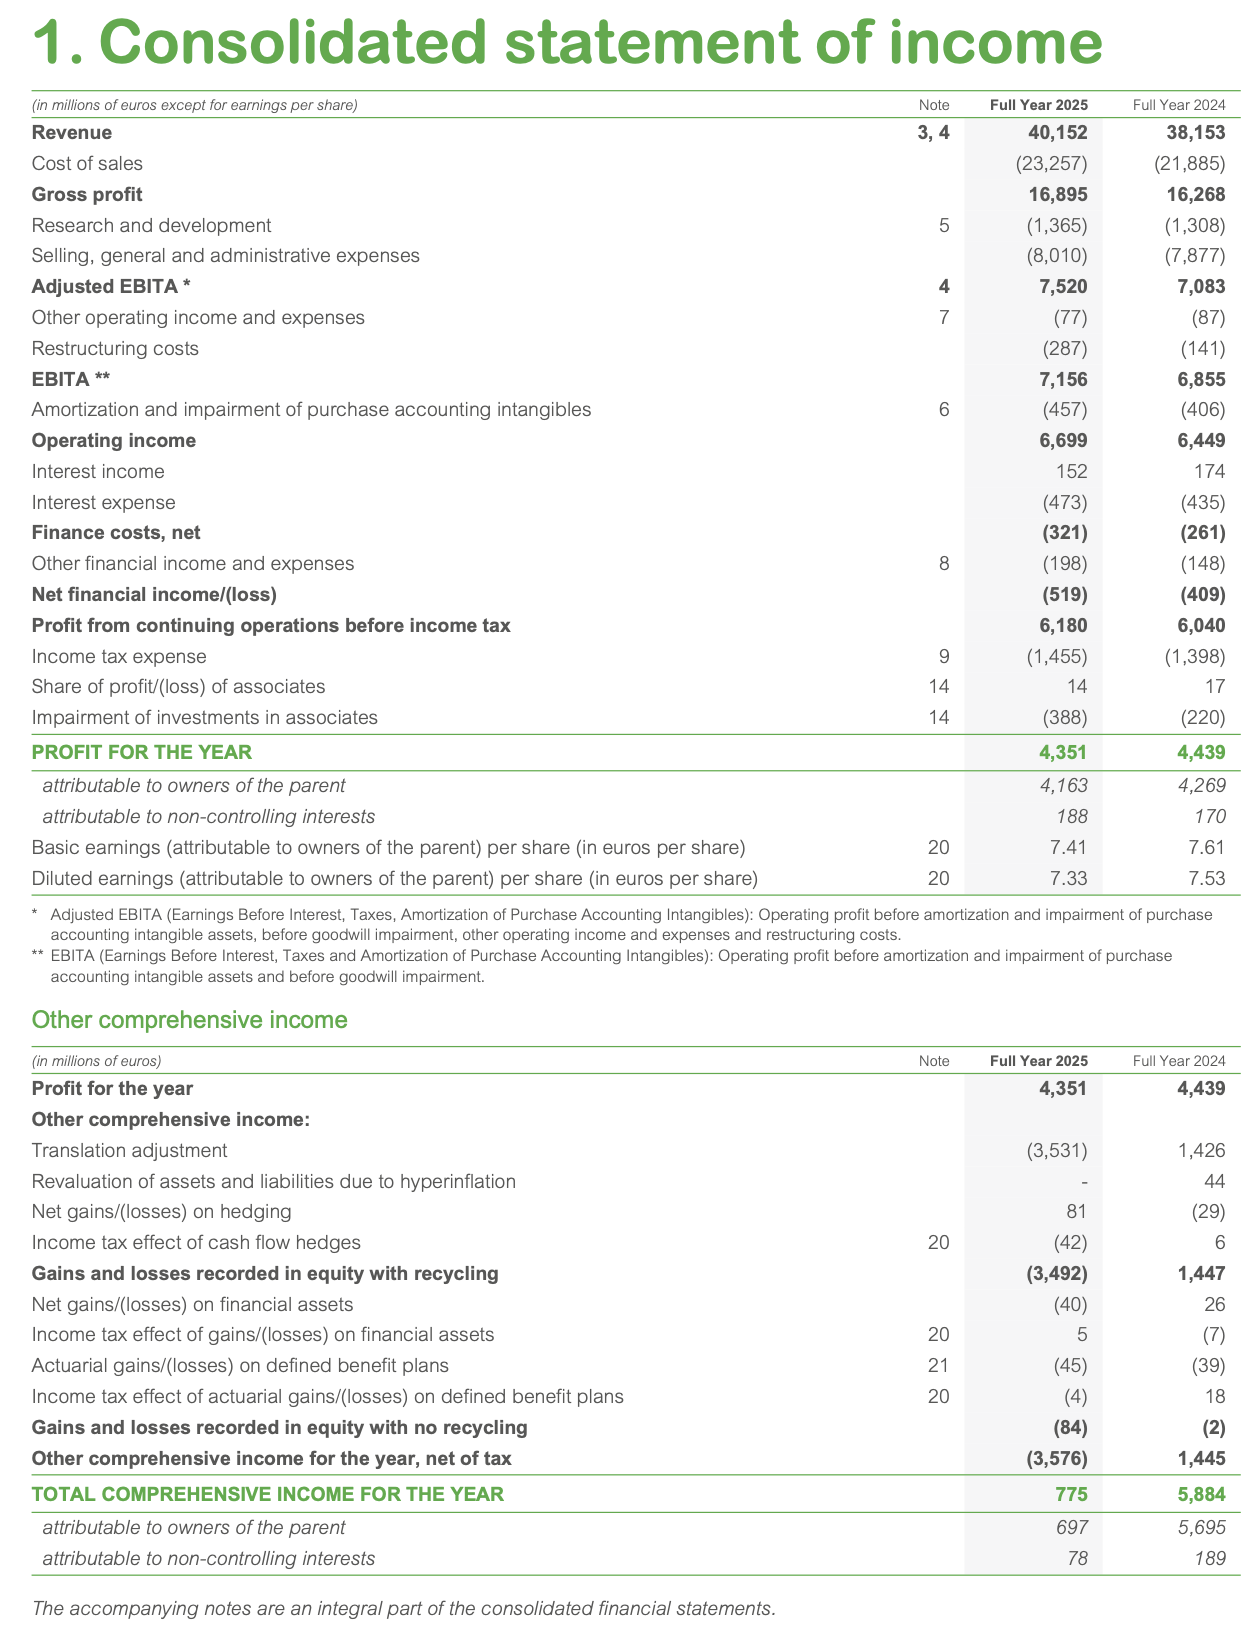 1. Consolidated statement of income
(in millions of euros except for earnings per share) Note Full Year 2025 Full Year 2024
Revenue 3, 4 40,152 38,153
Cost of sales (23,257) (21,885)
Gross profit 16,895 16,268
Research and development 5 (1,365) (1,308)
Selling, general and administrative expenses (8,010) (7,877)
Adjusted EBITA * 4 7,520 7,083
Other operating income and expenses 7 (77) (87)
Restructuring costs (287) (141)
EBITA ** 7,156 6,855
Amortization and impairment of purchase accounting intangibles 6 (457) (406)
Operating income 6,699 6,449
Interest income 152 174
Interest expense (473) (435)
Finance costs, net (321) (261)
Other financial income and expenses 8 (198) (148)
Net financial income/(loss) (519) (409)
Profit from continuing operations before income tax 6,180 6,040
Income tax expense 9 (1,455) (1,398)
Share of profit/(loss) of associates 14 14 17
Impairment of investments in associates 14 (388) (220)
PROFIT FOR THE YEAR 4,351 4,439
attributable to owners of the parent 4,163 4,269
attributable to non-controlling interests 188 170
Basic earnings (attributable to owners of the parent) per share (in euros per share) 20 7.41 7.61
Diluted earnings (attributable to owners of the parent) per share (in euros per share) 20 7.33 7.53
* Adjusted EBITA (Earnings Before Interest, Taxes, Amortization of Purchase Accounting Intangibles): Operating profit before amortization and impairment of purchase
accounting intangible assets, before goodwill impairment, other operating income and expenses and restructuring costs.
** EBITA (Earnings Before Interest, Taxes and Amortization of Purchase Accounting Intangibles): Operating profit before amortization and impairment of purchase
accounting intangible assets and before goodwill impairment.
Other comprehensive income
(in millions of euros) Note Full Year 2025 Full Year 2024
Profit for the year 4,351 4,439
Other comprehensive income:
Translation adjustment (3,531) 1,426
Revaluation of assets and liabilities due to hyperinflation - 44
Net gains/(losses) on hedging 81 (29)
Income tax effect of cash flow hedges 20 (42) 6
Gains and losses recorded in equity with recycling (3,492) 1,447
Net gains/(losses) on financial assets (40) 26
Income tax effect of gains/(losses) on financial assets 20 5 (7)
Actuarial gains/(losses) on defined benefit plans 21 (45) (39)
Income tax effect of actuarial gains/(losses) on defined benefit plans 20 (4) 18
Gains and losses recorded in equity with no recycling (84) (2)
Other comprehensive income for the year, net of tax (3,576) 1,445
TOTAL COMPREHENSIVE INCOME FOR THE YEAR 775 5,884
attributable to owners of the parent 697 5,695
attributable to non-controlling interests 78 189
The accompanying notes are an integral part of the consolidated financial statements.